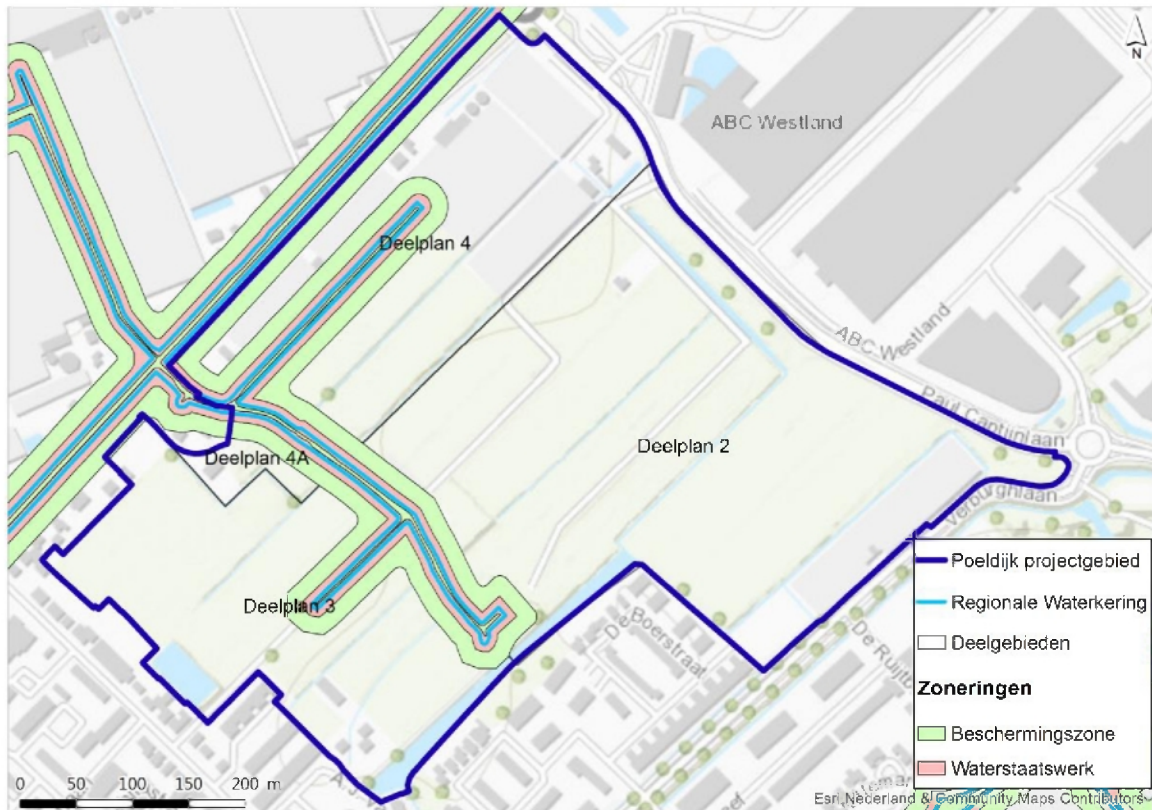 N
ABC Westland
Deelplan 4
ABC Westland
Paul Captijnlaan
Deelplan 2
Deelplan 4A
Verburghlaan
Deelplan 3
De Boerstraat
De Ruijt
Poeldijk projectgebied
Regionale Waterkering
Deelgebieden
Zoneringen
Beschermingszone
Waterstaatswerk
0 50 100 150 200 m
Esri Nederland & Community Maps Contributors